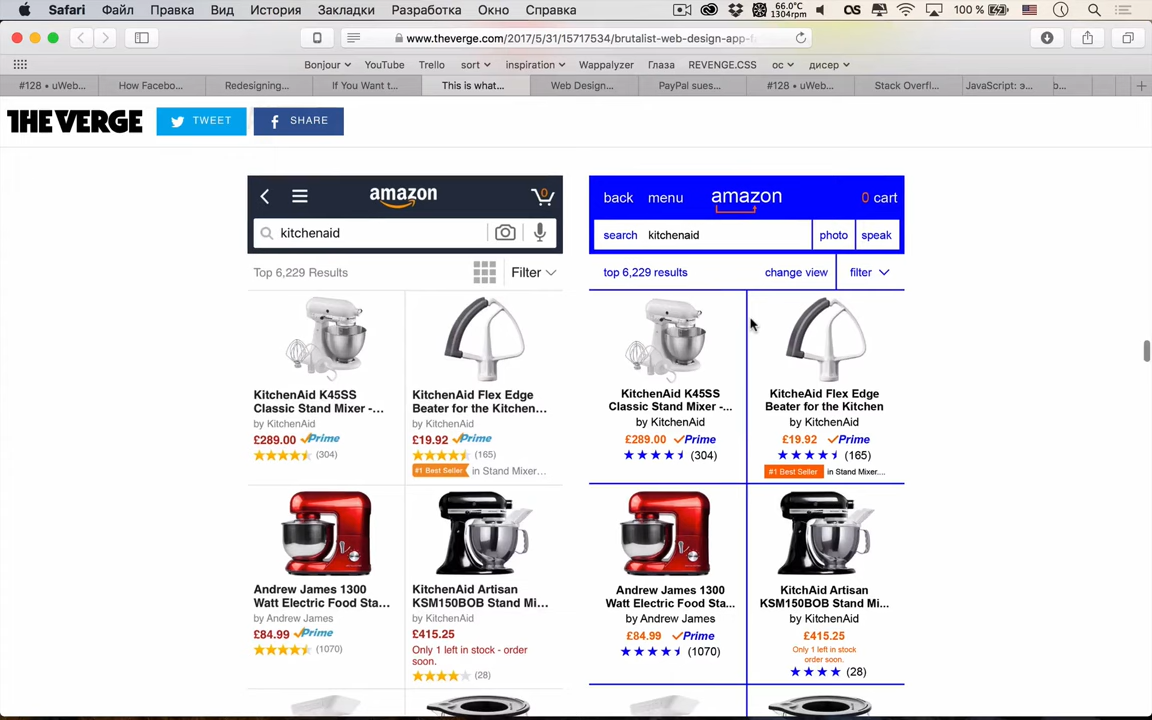 Safari Файл Правка Вид История Закладки Разработка Окно Справка 66.0°C 1304rpm 100 %
www.theverge.com/2017/5/31/15717534/brutalist-web-design-app-
Bonjour YouTube Trello sort inspiration Wappalyzer Глаза REVENGE.CSS ос дисер
#128 • uWeb... How Facebo... Redesigning... If You Want t... This is what... Web Design... PayPal sues... #128 • uWeb... Stack Overfl... JavaScript: э... b...
THE VERGE TWEET SHARE
amazon 0
kitchenaid
Top 6,229 Results Filter
KitchenAid K45SS
Classic Stand Mixer -...
by KitchenAid
£289.00 Prime
(304)
KitchenAid Flex Edge
Beater for the Kitchen...
by KitchenAid
£19.92 Prime
(165)
#1 Best Seller in Stand Mixer...
Andrew James 1300
Watt Electric Food Sta...
by Andrew James
£84.99 Prime
(1070)
KitchenAid Artisan
KSM150BOB Stand Mi...
by KitchenAid
£415.25
Only 1 left in stock - order
soon.
(28)
back menu amazon 0 cart
search kitchenaid photo speak
top 6,229 results change view filter
KitchenAid K45SS
Classic Stand Mixer -...
by KitchenAid
£289.00 Prime
(304)
KitcheAid Flex Edge
Beater for the Kitchen
by KitchenAid
£19.92 Prime
(165)
#1 Best Seller in Stand Mixer....
Andrew James 1300
Watt Electric Food Sta...
by Andrew James
£84.99 Prime
(1070)
KitchAid Artisan
KSM150BOB Stand Mi...
by KitchenAid
£415.25
Only 1 left in stock
order soon.
(28)